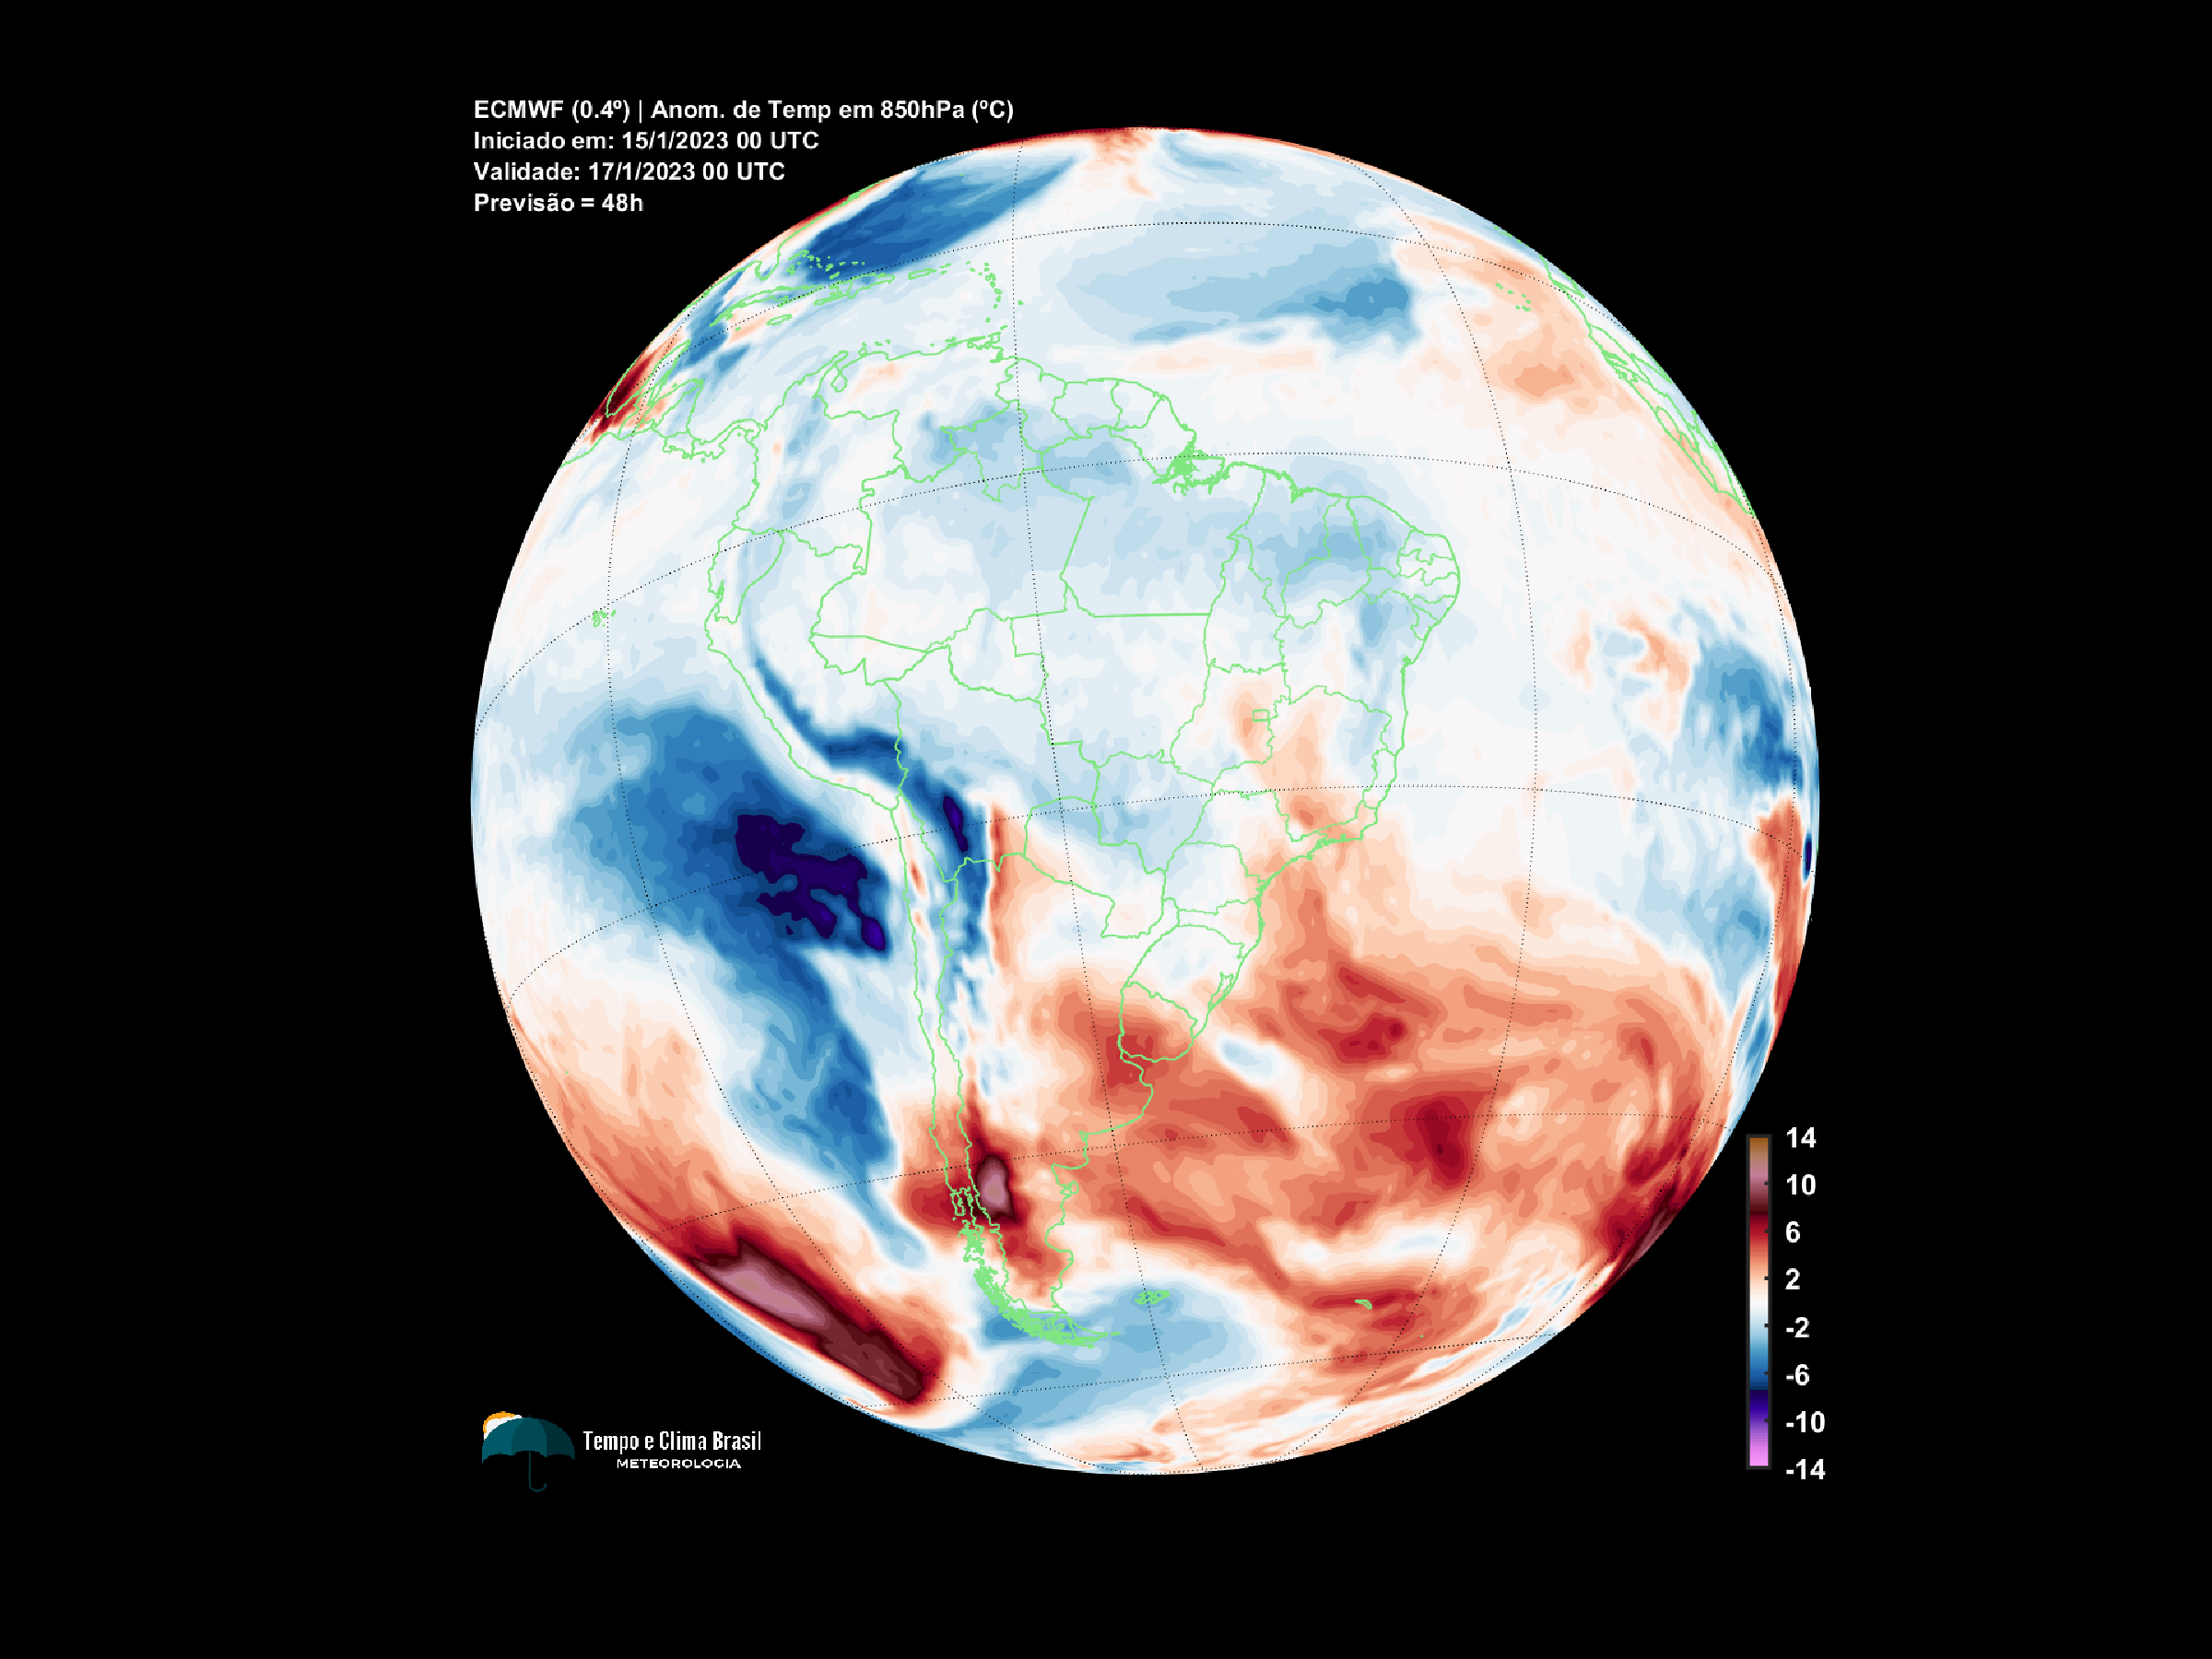 ECMWF (0.4º) | Anom. de Temp em 850hPa (ºC)
Iniciado em: 15/1/2023 00 UTC
Validade: 17/1/2023 00 UTC
Previsão = 48h
14
10
6
2
-2
-6
-10
-14
Tempo e Clima Brasil
METEOROLOGIA